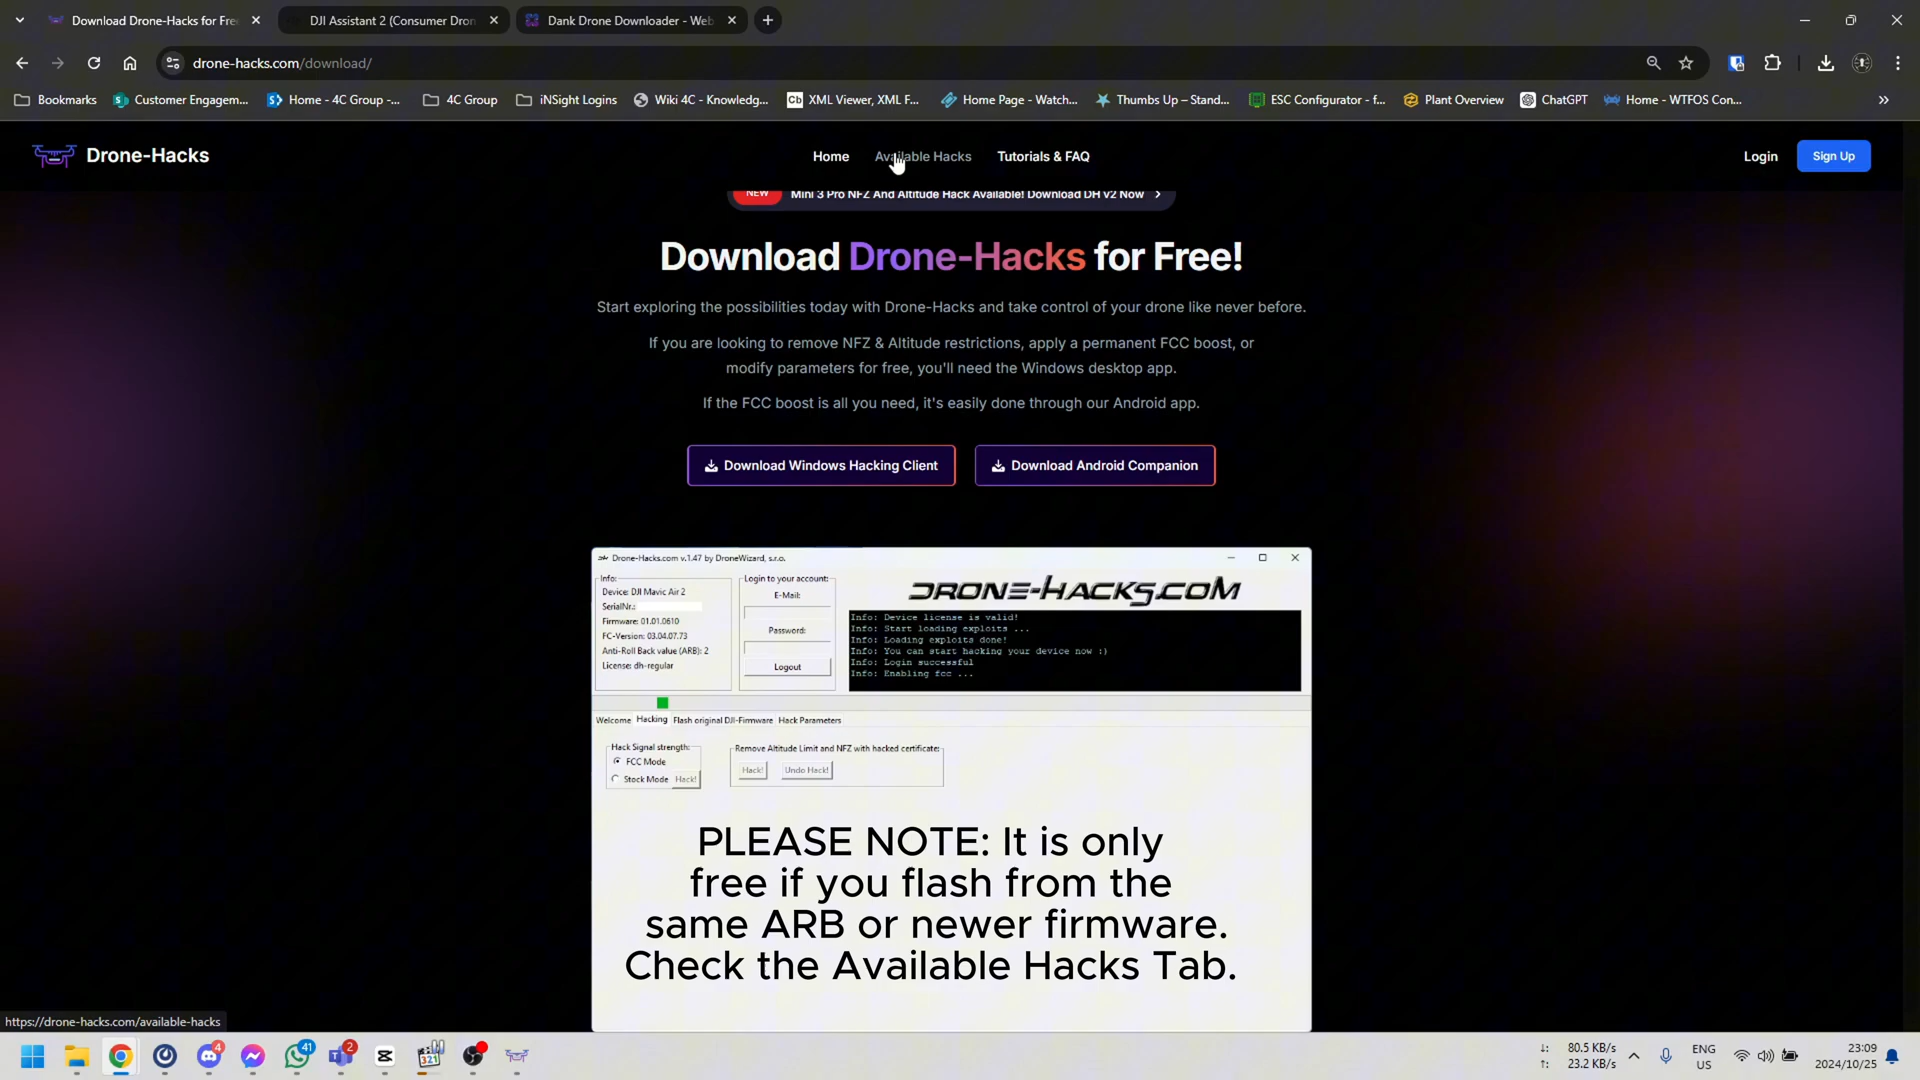 Download Drone-Hacks for Fre
DJI Assistant 2 (Consumer Dron
Dank Drone Downloader - Web
drone-hacks.com/download/
Bookmarks
Customer Engagem...
Home - 4C Group -...
4C Group
iNSight Logins
Wiki 4C - Knowledg...
Cb XML Viewer, XML F...
Home Page - Watch...
Thumbs Up – Stand...
ESC Configurator - f...
Plant Overview
ChatGPT
Home - WTFOS Con...
Drone-Hacks
Home
Available Hacks
Tutorials & FAQ
Login
Sign Up
NEW Mini 3 Pro NFZ And Altitude Hack Available! Download DH v2 Now
Download Drone-Hacks for Free!
Start exploring the possibilities today with Drone-Hacks and take control of your drone like never before.
If you are looking to remove NFZ & Altitude restrictions, apply a permanent FCC boost, or
modify parameters for free, you'll need the Windows desktop app.
If the FCC boost is all you need, it's easily done through our Android app.
Download Windows Hacking Client
Download Android Companion
Drone-Hacks.com v.1.47 by DroneWizard, s.r.o.
Info:
Device: DJI Mavic Air 2
SerialNr.:
Firmware: 01.01.0610
FC-Version: 03.04.07.73
Anti-Roll Back value (ARB): 2
License: dh-regular
Login to your account:
E-Mail:
Password:
Logout
DRONE-HACKS.COM
Info: Device license is valid!
Info: Start loading exploits ...
Info: Loading exploits done!
Info: You can start hacking your device now :)
Info: Login successful
Info: Enabling fcc ...
Welcome Hacking Flash original DJI-Firmware Hack Parameters
Hack Signal strength:
FCC Mode
Stock Mode Hack!
Remove Altitude Limit and NFZ with hacked certificate:
Hack! Undo Hack!
PLEASE NOTE: It is only
free if you flash from the
same ARB or newer firmware.
Check the Available Hacks Tab.
https://drone-hacks.com/available-hacks
4
41
2
321
80.5 KB/s
23.2 KB/s
ENG
US
23:09
2024/10/25